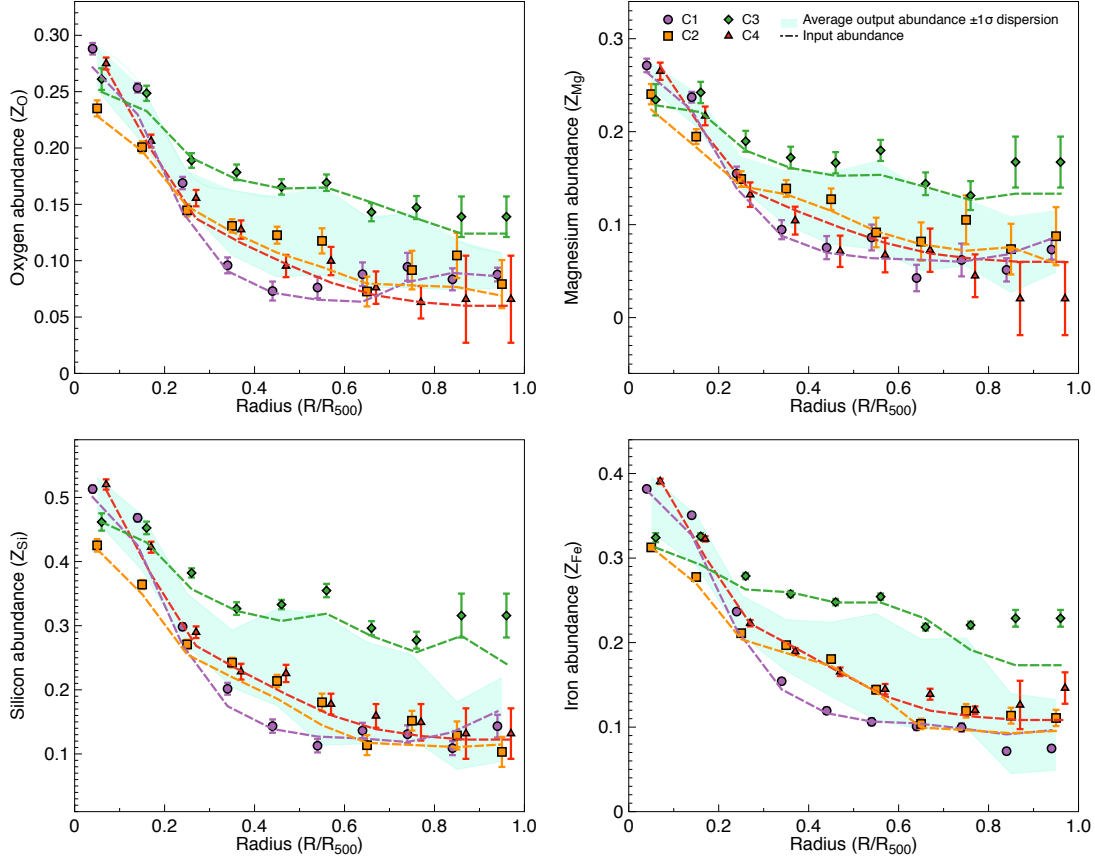 C1 C3 Average output abundance ±1σ dispersion
C2 C4 Input abundance
0.30
0.25
0.20
0.15
0.10
0.05
0
Oxygen abundance (Z_O)
0 0.2 0.4 0.6 0.8 1.0
Radius (R/R_500)
0.3
0.2
0.1
0
Magnesium abundance (Z_Mg)
0 0.2 0.4 0.6 0.8 1.0
Radius (R/R_500)
0.5
0.4
0.3
0.2
0.1
Silicon abundance (Z_Si)
0 0.2 0.4 0.6 0.8 1.0
Radius (R/R_500)
0.4
0.3
0.2
0.1
0
Iron abundance (Z_Fe)
0 0.2 0.4 0.6 0.8 1.0
Radius (R/R_500)